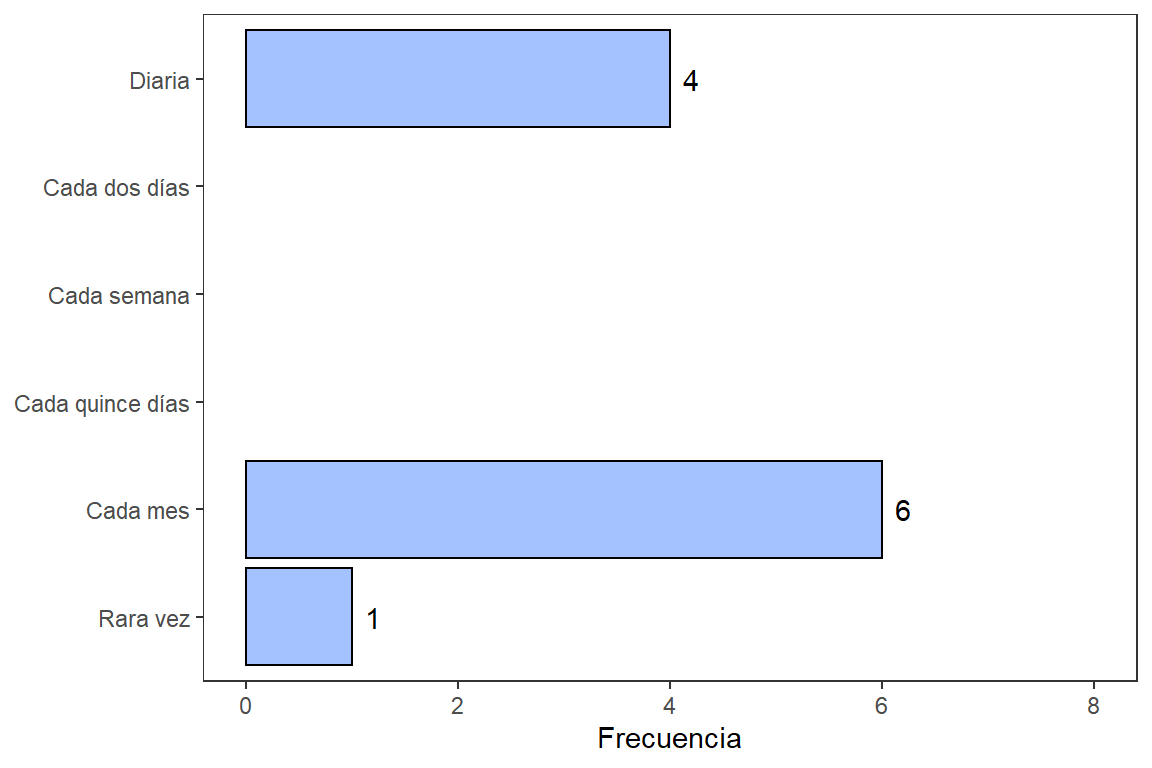 Diaria
4
Cada dos días
Cada semana
Cada quince días
Cada mes
6
Rara vez
1
0 2 4 6 8
Frecuencia